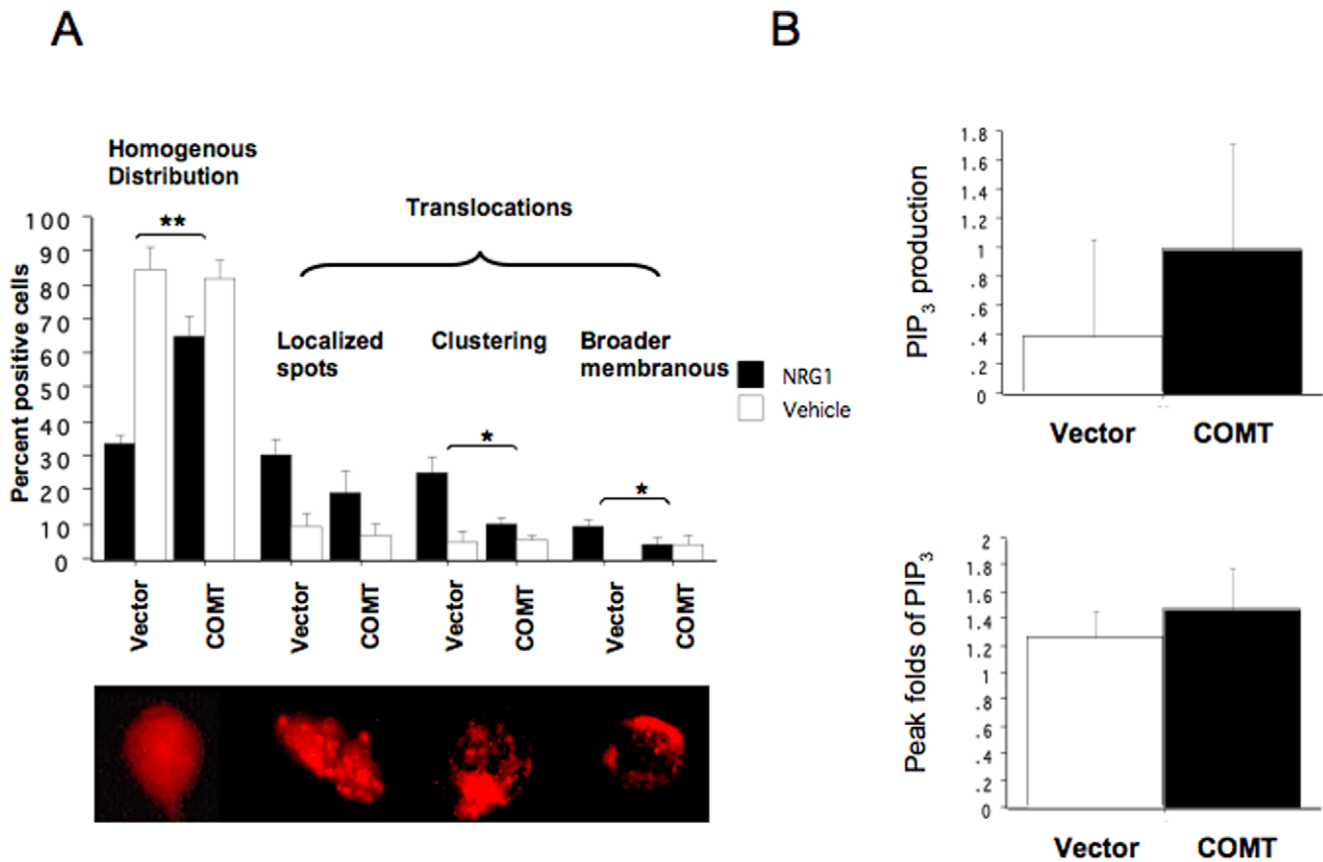 A
B
Homogenous
Distribution
Translocations
Localized
spots
Clustering
Broader
membranous
**
*
*
NRG1
Vehicle
Percent positive cells
100
90
80
70
60
50
40
30
20
10
0
Vector
COMT
Vector
COMT
Vector
COMT
Vector
COMT
PIP3 production
1.8
1.6
1.4
1.2
1
.8
.6
.4
.2
0
Vector
COMT
Peak folds of PIP3
2
1.8
1.6
1.4
1.2
1
.8
.6
.4
.2
0
Vector
COMT